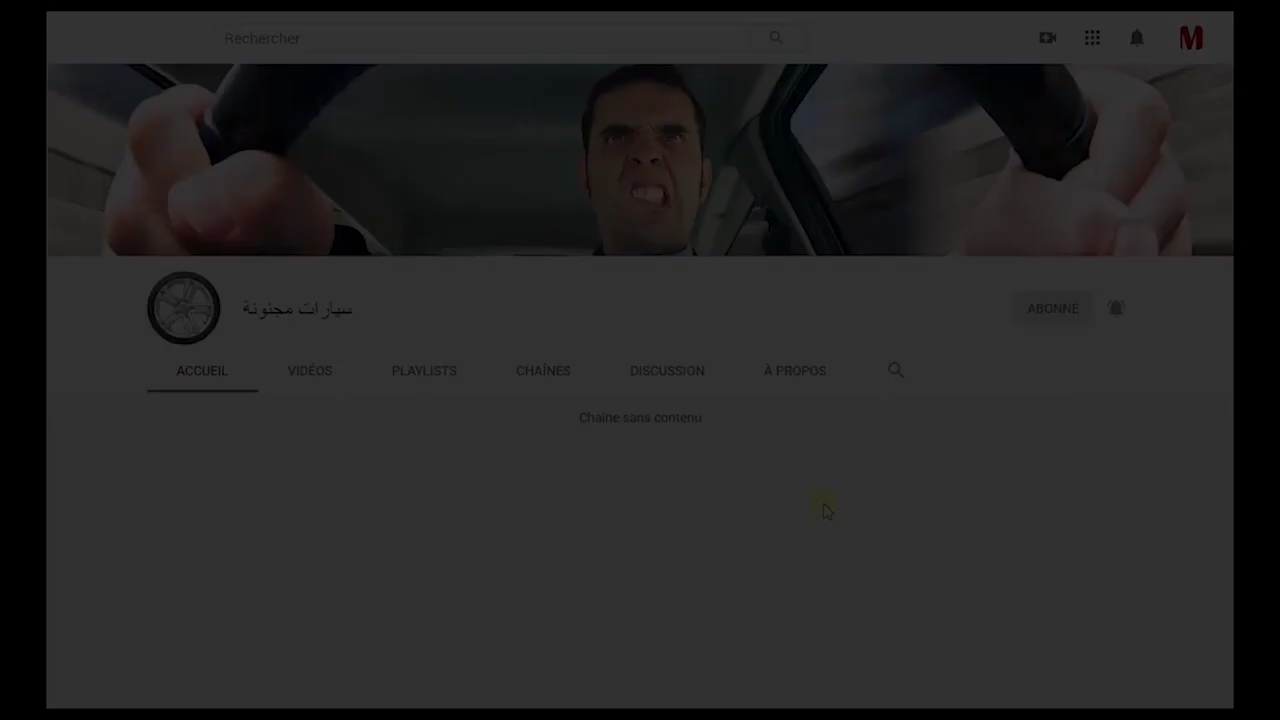 Rechercher
M
سيارات مجنونة
ABONNÉ
ACCUEIL VIDÉOS PLAYLISTS CHAÎNES DISCUSSION À PROPOS
Chaîne sans contenu